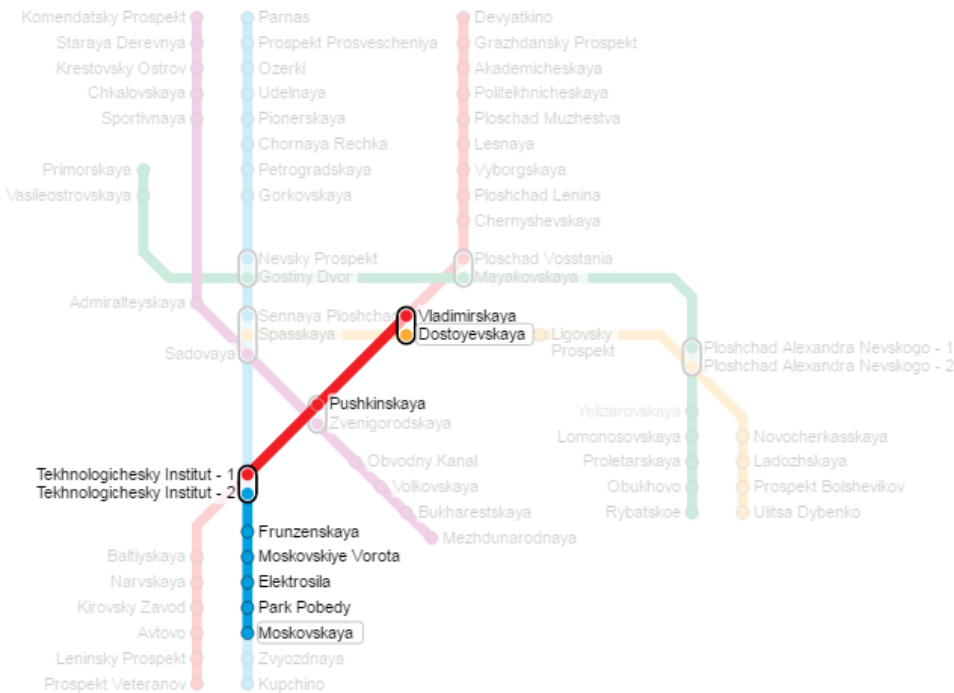 Komendatsky Prospekt
Staraya Derevnya
Krestovsky Ostrov
Chkalovskaya
Sportivnaya
Parnas
Prospekt Prosvescheniya
Ozerki
Udelnaya
Pionerskaya
Chornaya Rechka
Petrogradskaya
Gorkovskaya
Devyatkino
Grazhdansky Prospekt
Akademicheskaya
Politekhnicheskaya
Ploschad Muzhestva
Lesnaya
Vyborgskaya
Ploshchad Lenina
Chernyshevskaya
Primorskaya
Vasileostrovskaya
Nevsky Prospekt
Gostiny Dvor
Ploschad Vosstania
Mayakovskaya
Admiralteyskaya
Sennaya Ploshcha
Spasskaya
Sadovaya
Vladimirskaya
Dostoyevskaya
Ligovsky
Prospekt
Ploshchad Alexandra Nevskogo - 1
Ploshchad Alexandra Nevskogo - 2
Pushkinskaya
Zvenigorodskaya
Yelizarovskaya
Lomonosovskaya
Proletarskaya
Obukhovo
Rybatskoe
Novocherkasskaya
Ladozhskaya
Prospekt Bolshevikov
Ulitsa Dybenko
Obvodny Kanal
Volkovskaya
Bukharestskaya
Mezhdunarodnaya
Tekhnologichesky Institut - 1
Tekhnologichesky Institut - 2
Frunzenskaya
Moskovskiye Vorota
Elektrosila
Park Pobedy
Moskovskaya
Zvyozdnaya
Kupchino
Baltiyskaya
Narvskaya
Kirovsky Zavod
Avtovo
Leninsky Prospekt
Prospekt Veteranov